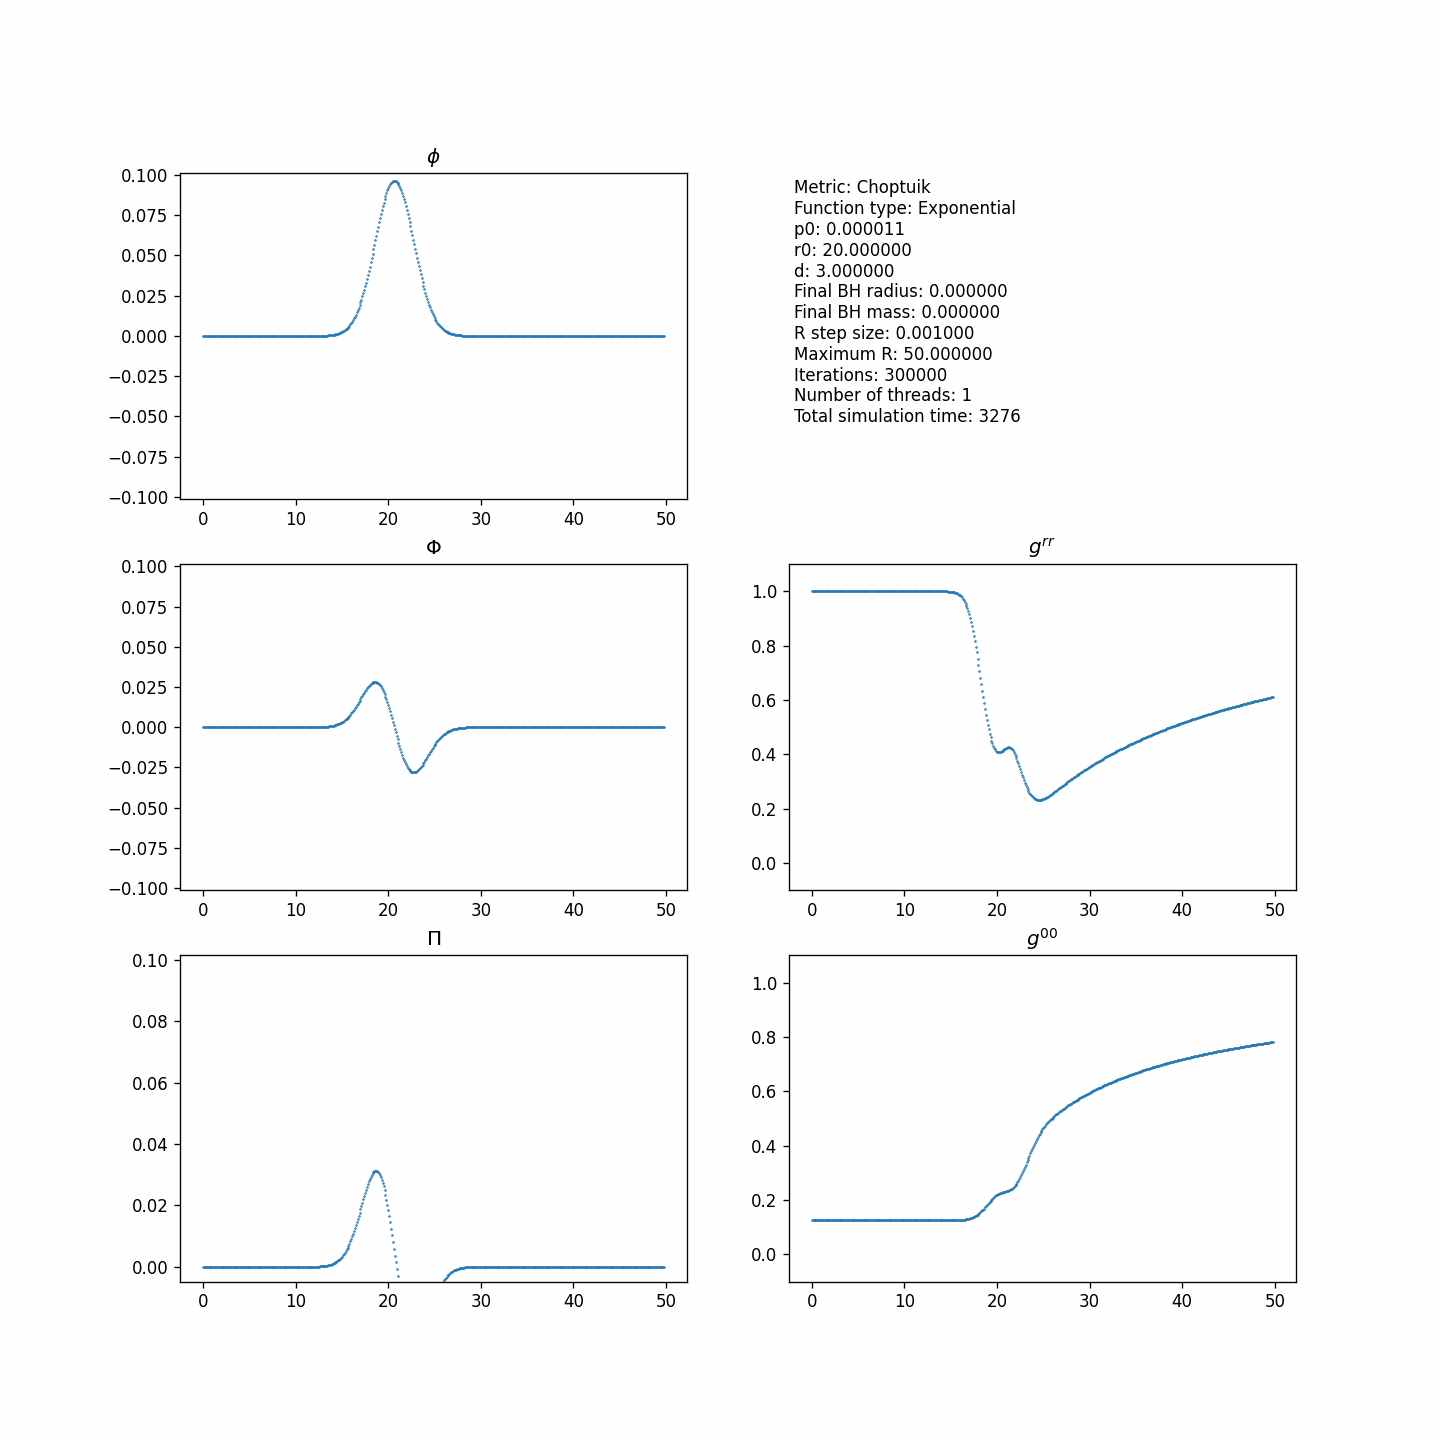 ϕ
0.100
0.075
0.050
0.025
0.000
−0.025
−0.050
−0.075
−0.100
0 10 20 30 40 50
Metric: Choptuik
Function type: Exponential
p0: 0.000011
r0: 20.000000
d: 3.000000
Final BH radius: 0.000000
Final BH mass: 0.000000
R step size: 0.001000
Maximum R: 50.000000
Iterations: 300000
Number of threads: 1
Total simulation time: 3276
Φ
0.100
0.075
0.050
0.025
0.000
−0.025
−0.050
−0.075
−0.100
0 10 20 30 40 50
g^{rr}
1.0
0.8
0.6
0.4
0.2
0.0
0 10 20 30 40 50
Π
0.10
0.08
0.06
0.04
0.02
0.00
0 10 20 30 40 50
g^{00}
1.0
0.8
0.6
0.4
0.2
0.0
0 10 20 30 40 50